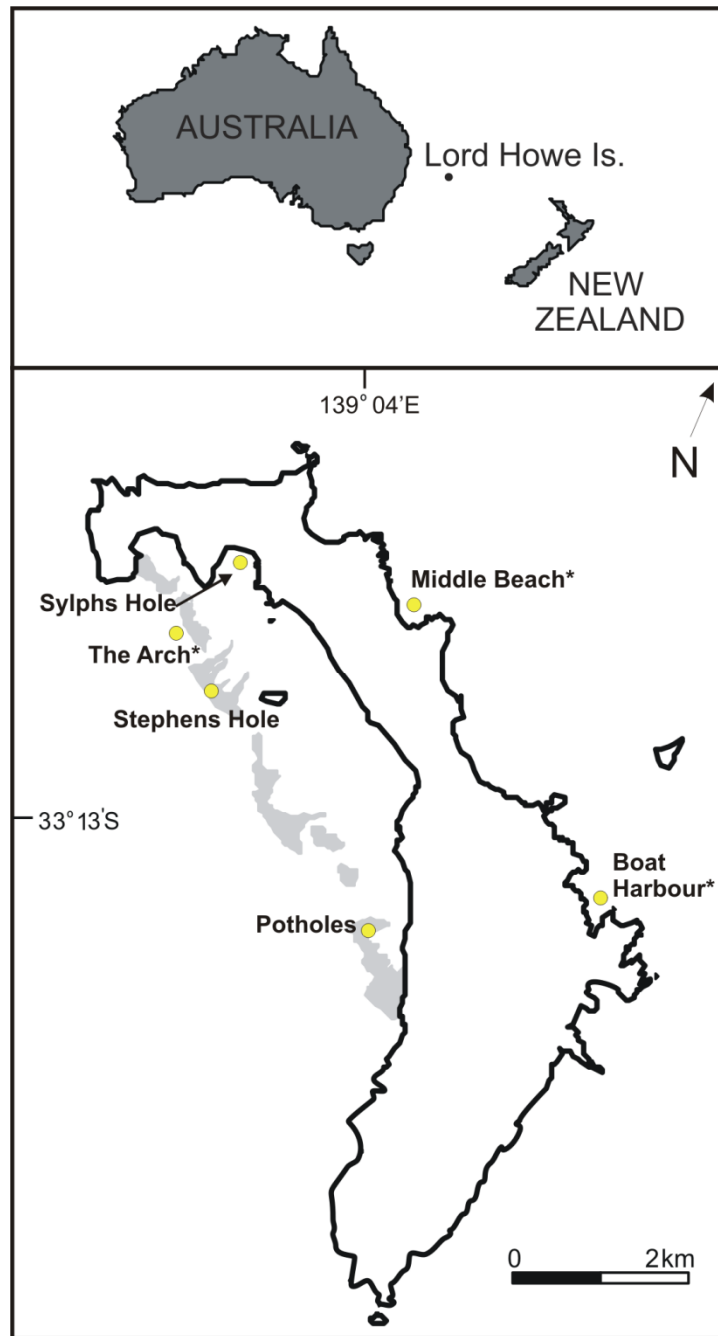 AUSTRALIA
Lord Howe Is.
NEW
ZEALAND
139° 04'E
N
Middle Beach*
Sylphs Hole
The Arch*
Stephens Hole
33° 13'S
Boat
Harbour*
Potholes
0 2km